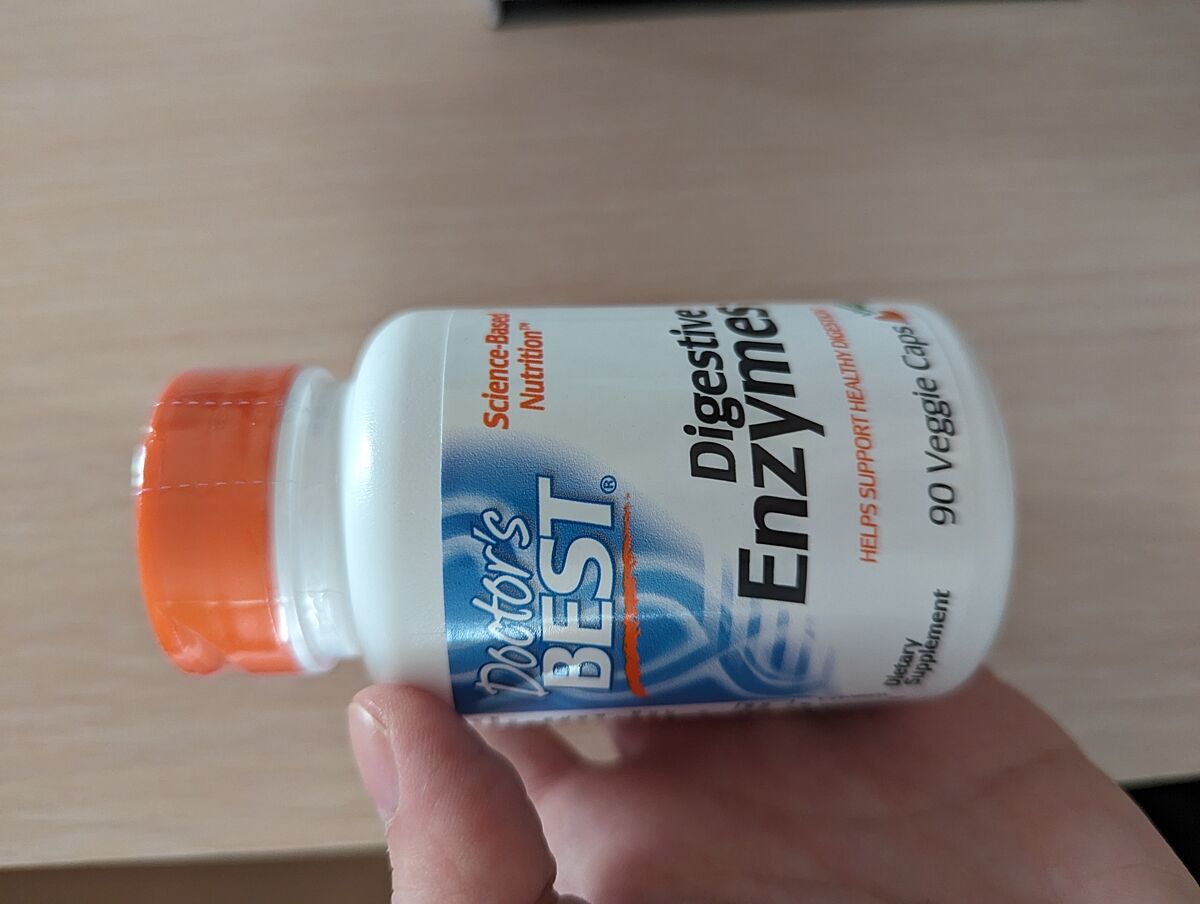 Doctor's
BEST®
Science-Based
Nutrition™
Digestive
Enzymes
HELPS SUPPORT HEALTHY DIGESTION
Dietary
Supplement
90 Veggie Caps